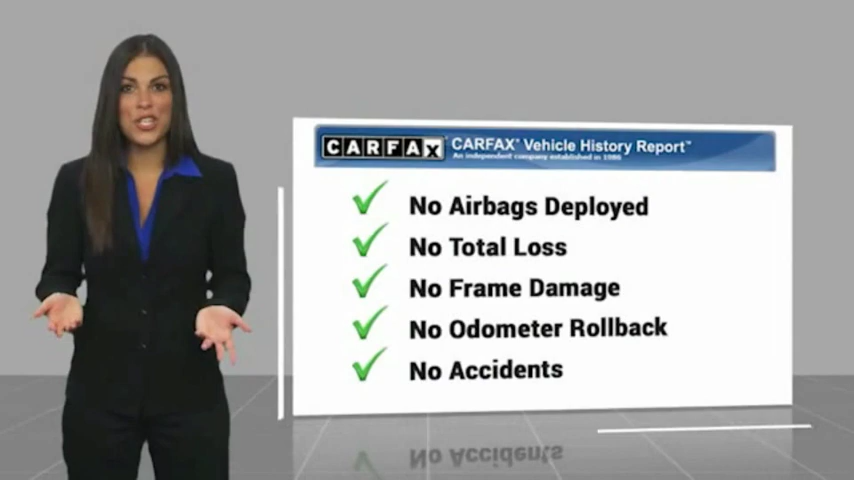 CARFAX
CARFAX™ Vehicle History Report™
An independent company established in 1986
No Airbags Deployed
No Total Loss
No Frame Damage
No Odometer Rollback
No Accidents
No Accidents